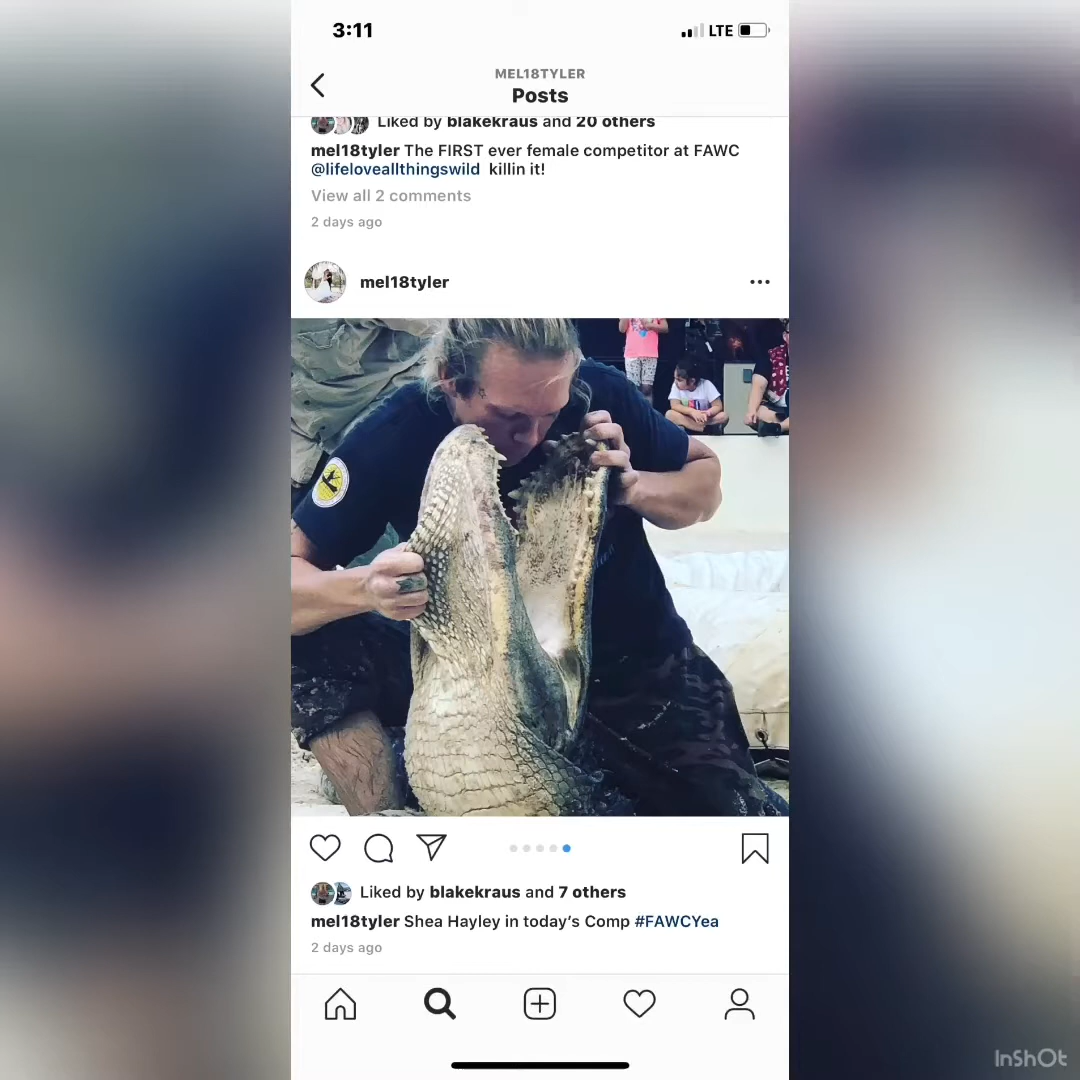 3:11
LTE
MEL18TYLER
Posts
Liked by blakekraus and 20 others
mel18tyler The FIRST ever female competitor at FAWC
@lifeloveallthingswild killin it!
View all 2 comments
2 days ago
mel18tyler
Liked by blakekraus and 7 others
mel18tyler Shea Hayley in today's Comp #FAWCYea
2 days ago
InShOt